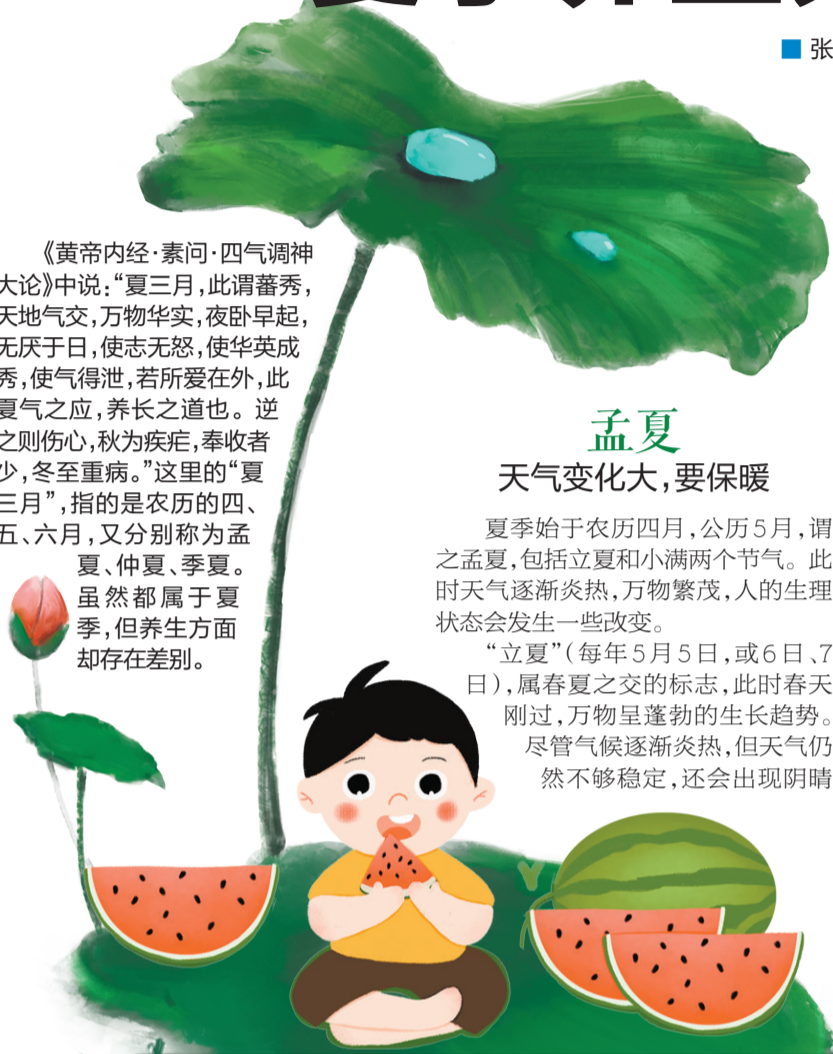 张
《黄帝内经·素问·四气调神
大论》中说：“夏三月，此谓蕃秀，
天地气交，万物华实，夜卧早起，
无厌于日，使志无怒，使华英成
秀，使气得泄，若所爱在外，此
夏气之应，养长之道也。逆
之则伤心，秋为痎疟，奉收者
少，冬至重病。”这里的“夏
三月”，指的是农历的四、
五、六月，又分别称为孟
夏、仲夏、季夏。
虽然都属于夏
季，但养生方面
却存在差别。
孟夏
天气变化大，要保暖
夏季始于农历四月，公历5月，谓
之孟夏，包括立夏和小满两个节气。此
时天气逐渐炎热，万物繁茂，人的生理
状态会发生一些改变。
“立夏”（每年5月5日，或6日、7
日），属春夏之交的标志，此时春天
刚过，万物呈蓬勃的生长趋势。
尽管气候逐渐炎热，但天气仍
然不够稳定，还会出现阴晴